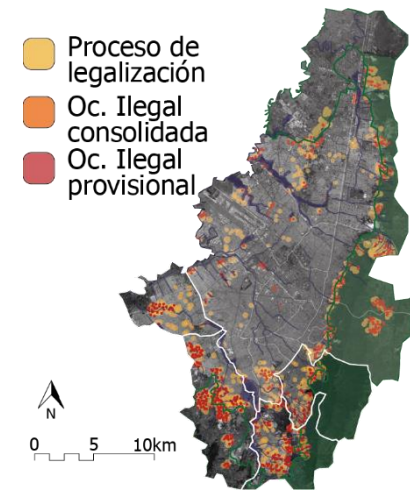 Proceso de
legalización
Oc. Ilegal
consolidada
Oc. Ilegal
provisional
N
0 5 10km